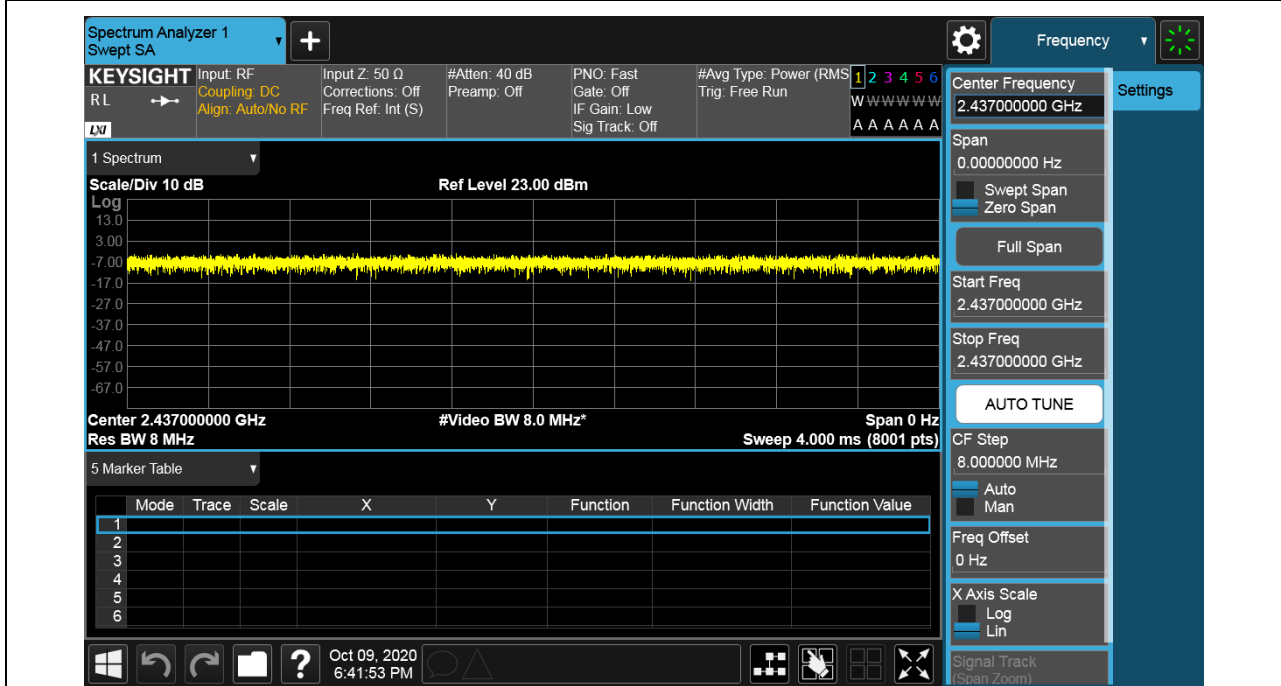 Spectrum Analyzer 1
Swept SA
+
Frequency
KEYSIGHT
RL
LXI
Input: RF
Coupling: DC
Align: Auto/No RF
Input Z: 50 Ω
Corrections: Off
Freq Ref: Int (S)
#Atten: 40 dB
Preamp: Off
PNO: Fast
Gate: Off
IF Gain: Low
Sig Track: Off
#Avg Type: Power (RMS
Trig: Free Run
1 2 3 4 5 6
W W W W W W
A A A A A A
1 Spectrum
Scale/Div 10 dB
Ref Level 23.00 dBm
Log
13.0
3.00
-7.00
-17.0
-27.0
-37.0
-47.0
-57.0
-67.0
Center 2.437000000 GHz
#Video BW 8.0 MHz*
Span 0 Hz
Res BW 8 MHz
Sweep 4.000 ms (8001 pts)
5 Marker Table
Mode Trace Scale X Y Function Function Width Function Value
1
2
3
4
5
6
?
Oct 09, 2020
6:41:53 PM
Center Frequency
2.437000000 GHz
Span
0.00000000 Hz
Swept Span
Zero Span
Full Span
Start Freq
2.437000000 GHz
Stop Freq
2.437000000 GHz
AUTO TUNE
CF Step
8.000000 MHz
Auto
Man
Freq Offset
0 Hz
X Axis Scale
Log
Lin
Signal Track
(Span Zoom)
Settings